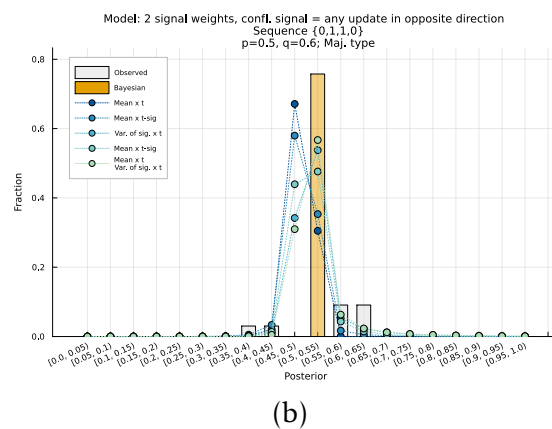 Model: 2 signal weights, confl. signal = any update in opposite direction
Sequence {0,1,1,0}
p=0.5, q=0.6; Maj. type
0,8
0,6
0,4
0,2
0,0
Fraction
Observed
Bayesian
Mean x t
Mean x t-sig
Var. of sig. x t
Mean x t-sig
Mean x t
Var. of sig. x t
[0.0, 0.05)
[0.05, 0.1)
[0.1, 0.15)
[0.15, 0.2)
[0.2, 0.25)
[0.25, 0.3)
[0.3, 0.35)
[0.35, 0.4)
[0.4, 0.45)
[0.45, 0.5)
[0.5, 0.55)
[0.55, 0.6)
[0.6, 0.65)
[0.65, 0.7)
[0.7, 0.75)
[0.75, 0.8)
[0.8, 0.85)
[0.85, 0.9)
[0.9, 0.95)
[0.95, 1.0)
Posterior
(b)